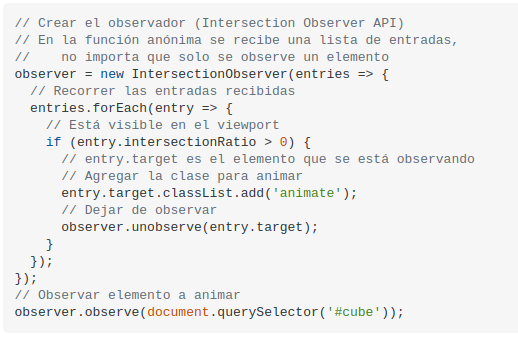 // Crear el observador (Intersection Observer API)
// En la función anónima se recibe una lista de entradas,
//    no importa que solo se observe un elemento
observer = new IntersectionObserver(entries => {
  // Recorrer las entradas recibidas
  entries.forEach(entry => {
    // Está visible en el viewport
    if (entry.intersectionRatio > 0) {
      // entry.target es el elemento que se está observando
      // Agregar la clase para animar
      entry.target.classList.add('animate');
      // Dejar de observar
      observer.unobserve(entry.target);
    }
  });
});
// Observar elemento a animar
observer.observe(document.querySelector('#cube'));